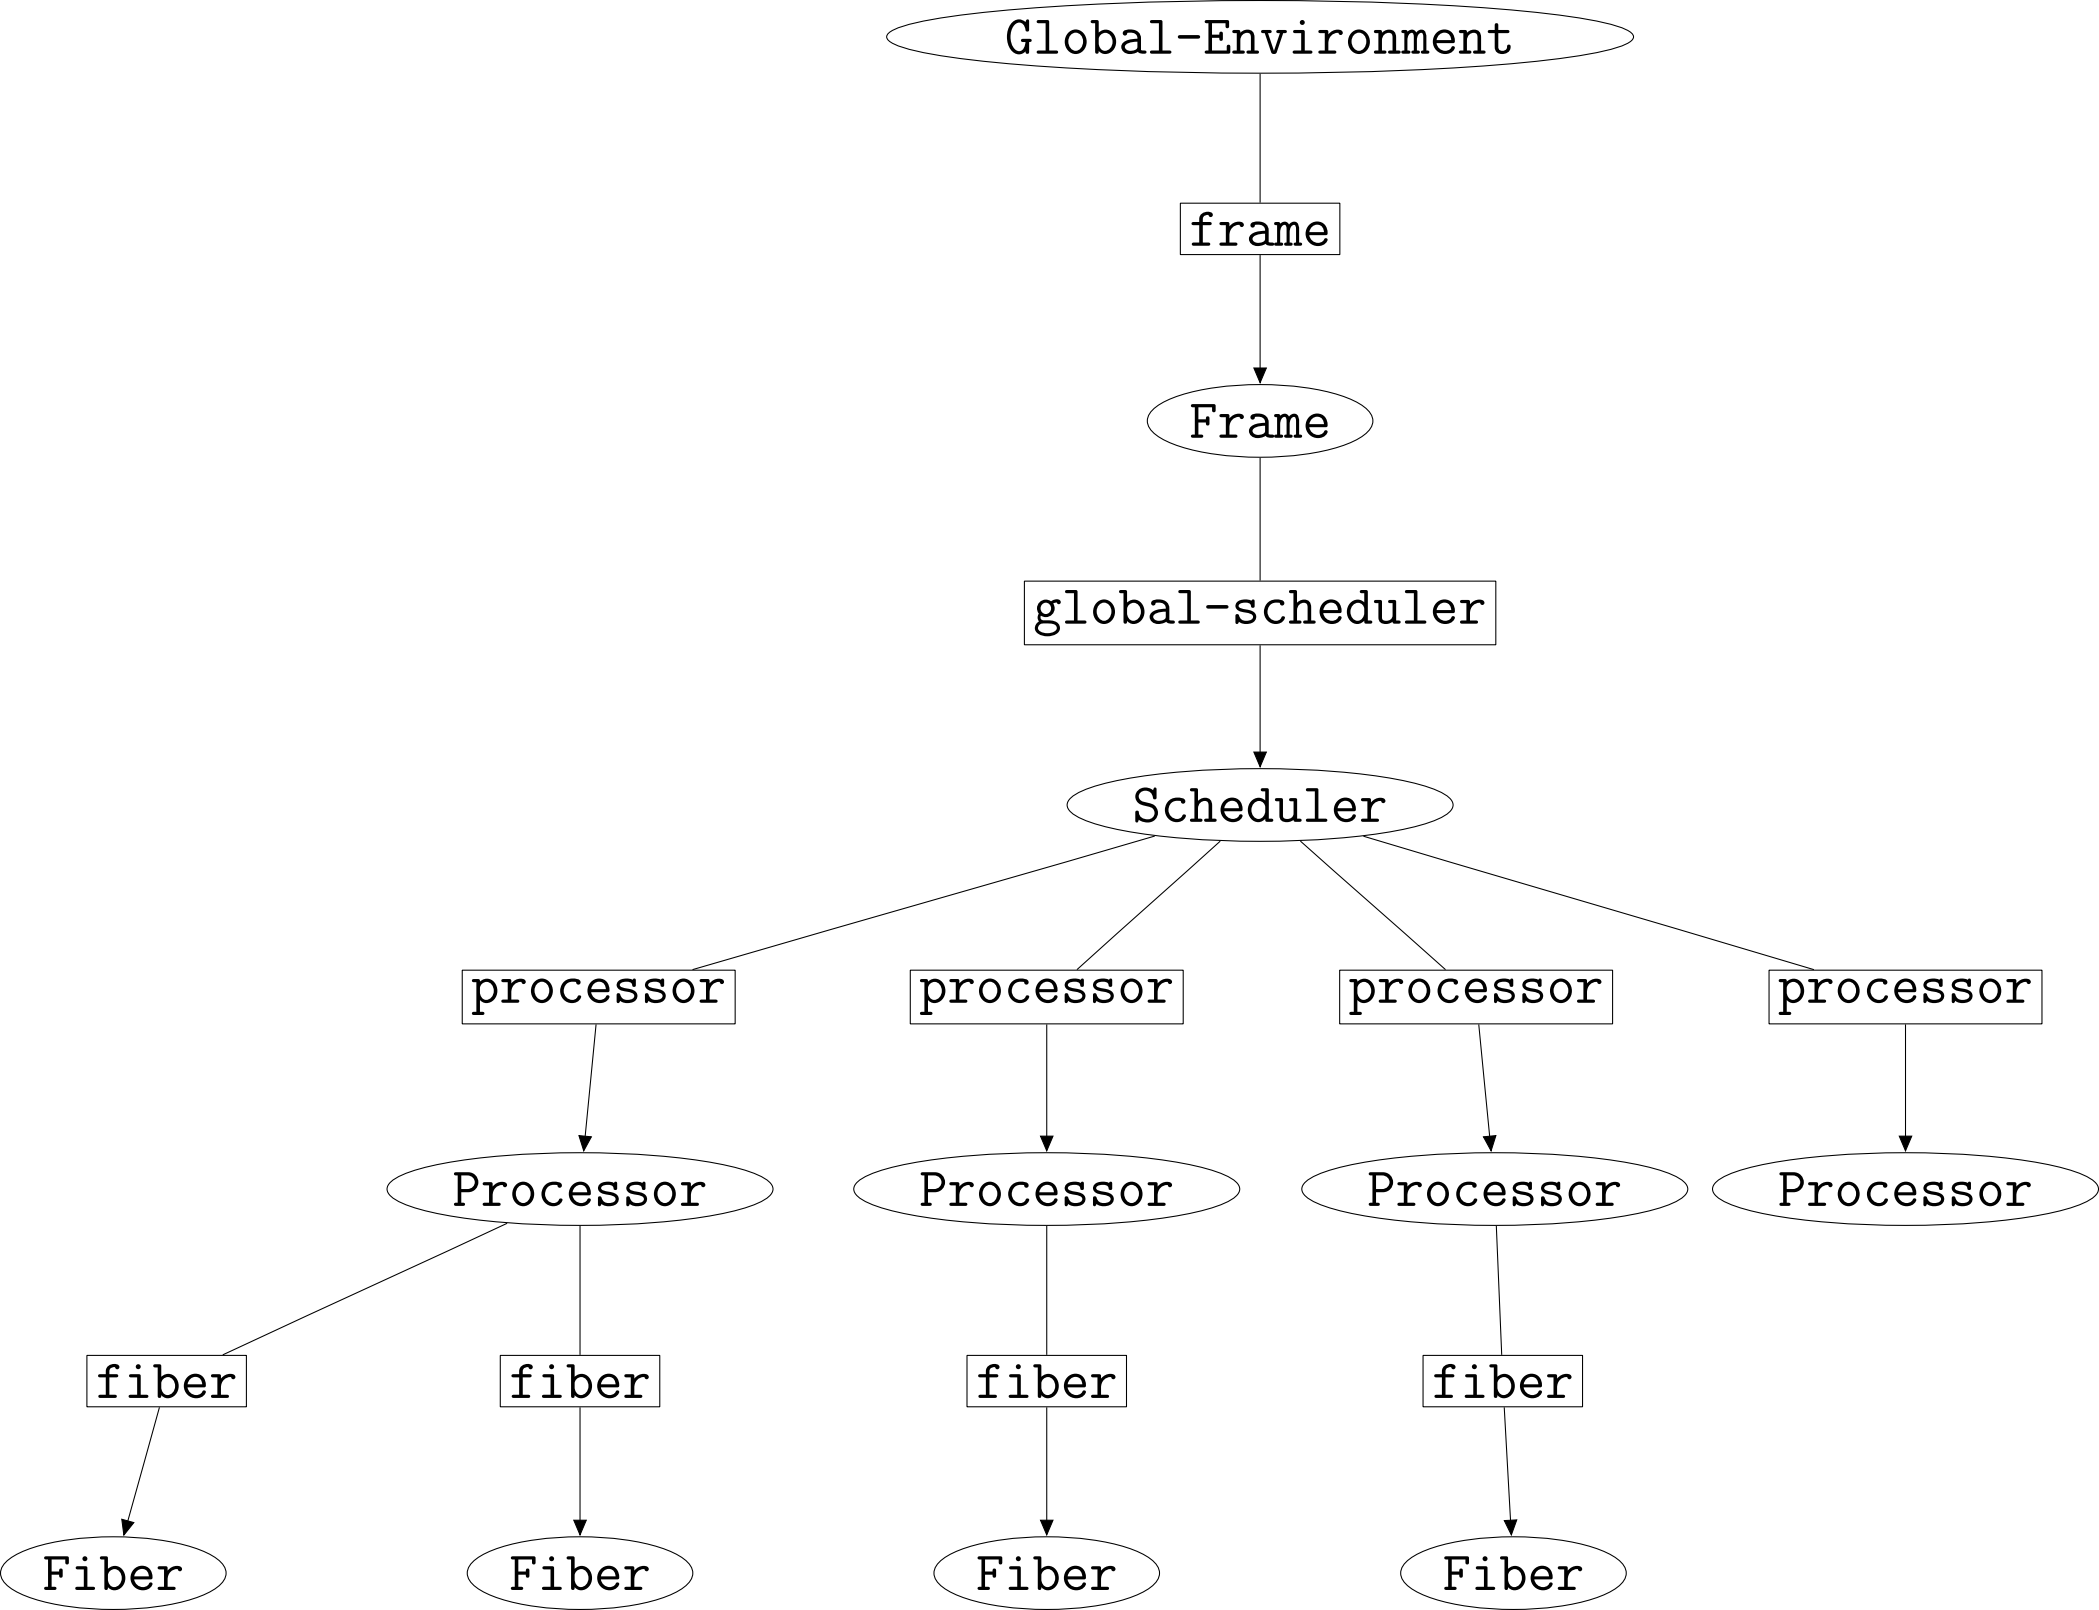 Global-Environment
frame
Frame
global-scheduler
Scheduler
processor processor processor processor
Processor Processor Processor Processor
fiber fiber fiber fiber
Fiber Fiber Fiber Fiber